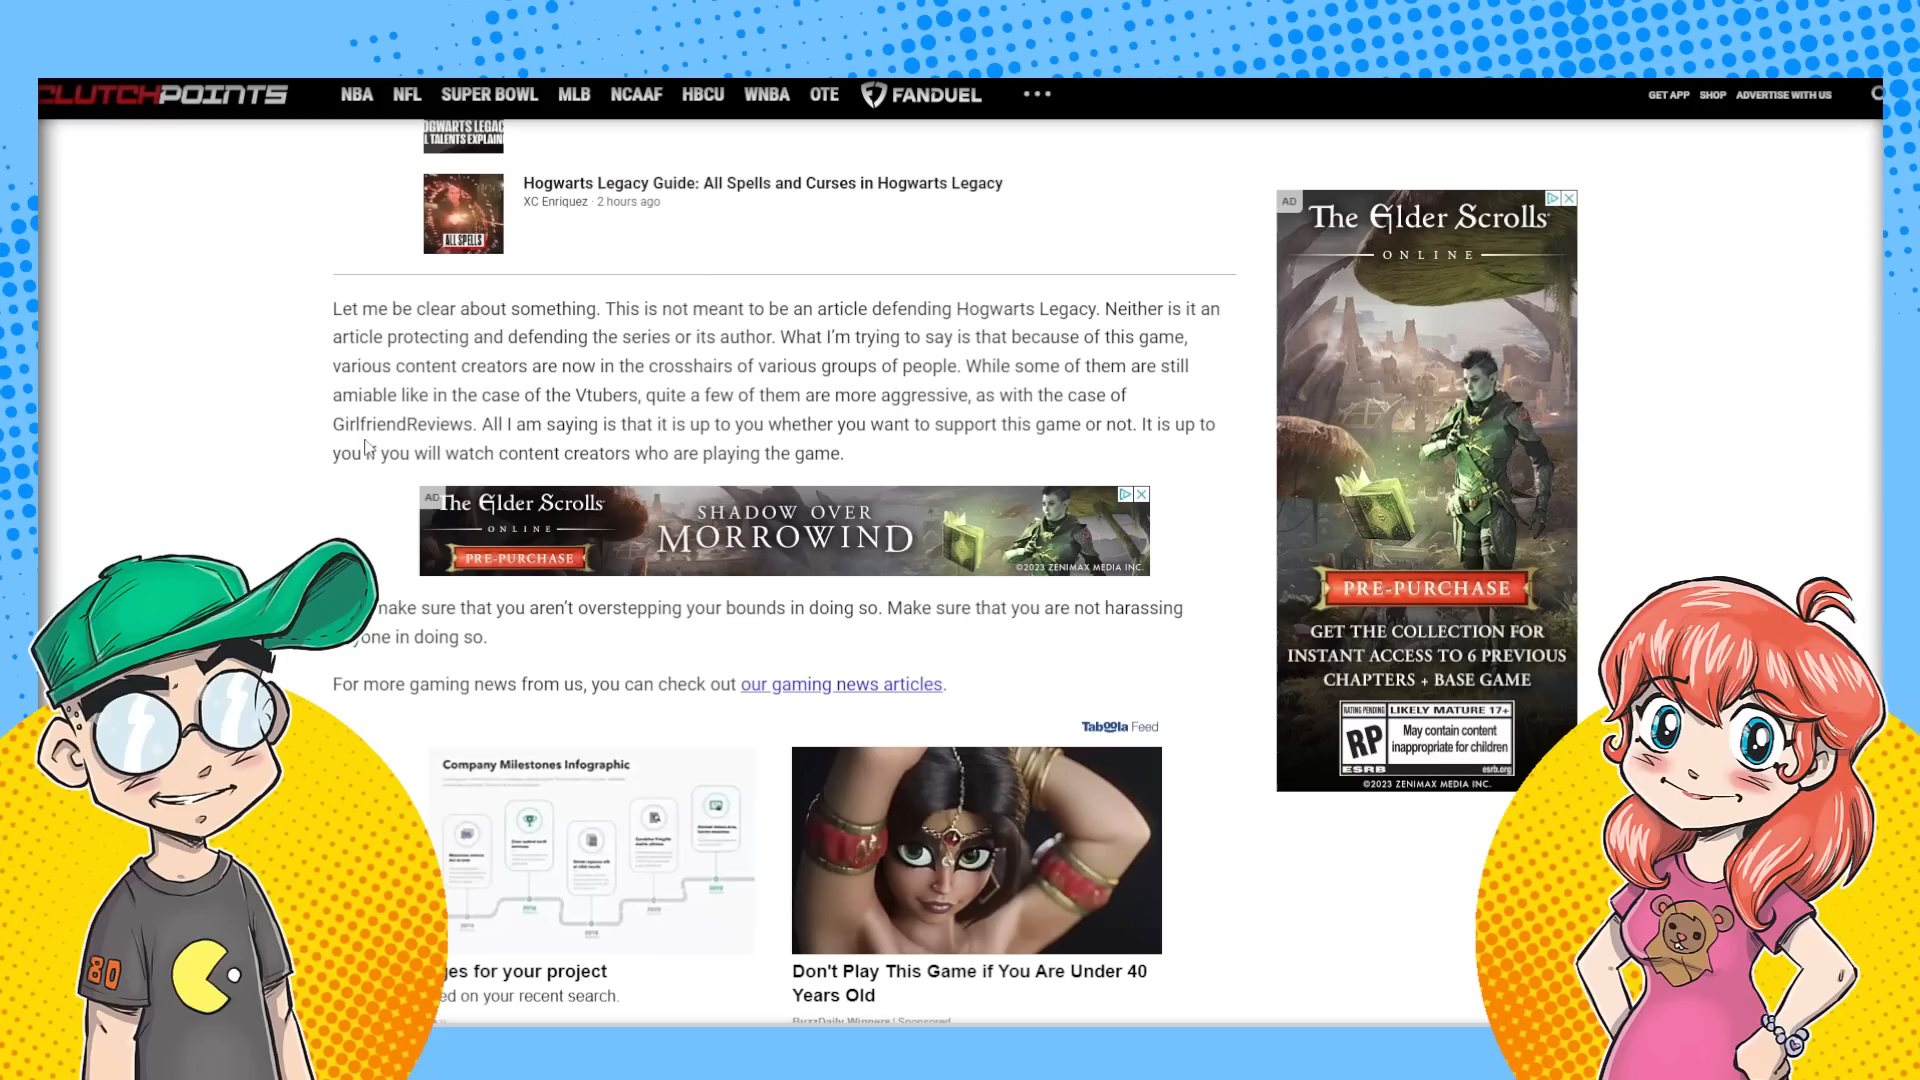 CLUTCHPOINTS
NBA NFL SUPER BOWL MLB NCAAF HBCU WNBA OTE FANDUEL
GET APP SHOP ADVERTISE WITH US
OGWARTS LEGAC
L TALENTS EXPLAIN
Hogwarts Legacy Guide: All Spells and Curses in Hogwarts Legacy
XC Enriquez · 2 hours ago
ALL SPELLS
Let me be clear about something. This is not meant to be an article defending Hogwarts Legacy. Neither is it an
article protecting and defending the series or its author. What I'm trying to say is that because of this game,
various content creators are now in the crosshairs of various groups of people. While some of them are still
amiable like in the case of the Vtubers, quite a few of them are more aggressive, as with the case of
GirlfriendReviews. All I am saying is that it is up to you whether you want to support this game or not. It is up to
you if you will watch content creators who are playing the game.
AD
The Elder Scrolls
ONLINE
PRE-PURCHASE
SHADOW OVER
MORROWIND
©2023 ZENIMAX MEDIA INC.
make sure that you aren't overstepping your bounds in doing so. Make sure that you are not harassing
yone in doing so.
For more gaming news from us, you can check out our gaming news articles.
Taboola Feed
Company Milestones Infographic
ges for your project
ed on your recent search.
Don't Play This Game if You Are Under 40
Years Old
BuzzDaily Winners | Sponsored
AD
The Elder Scrolls
ONLINE
PRE-PURCHASE
GET THE COLLECTION FOR
INSTANT ACCESS TO 6 PREVIOUS
CHAPTERS + BASE GAME
RATING PENDING
LIKELY MATURE 17+
RP
May contain content
inappropriate for children
ESRB
esrb.org
©2023 ZENIMAX MEDIA INC.
80